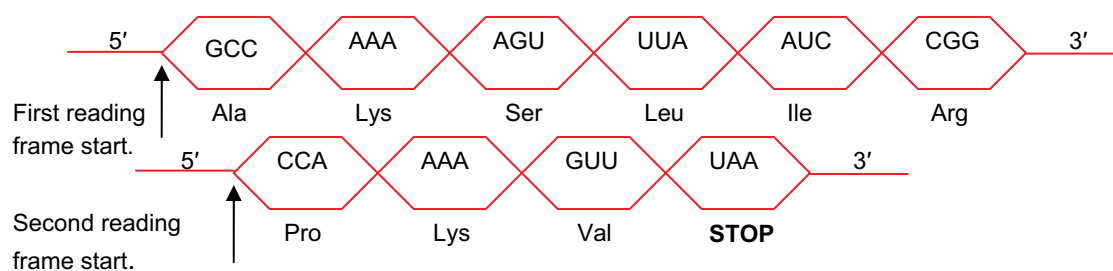 5′ GCC AAA AGU UUA AUC CGG 3′
First reading frame start.
Ala Lys Ser Leu Ile Arg
5′ CCA AAA GUU UAA 3′
Second reading frame start.
Pro Lys Val STOP